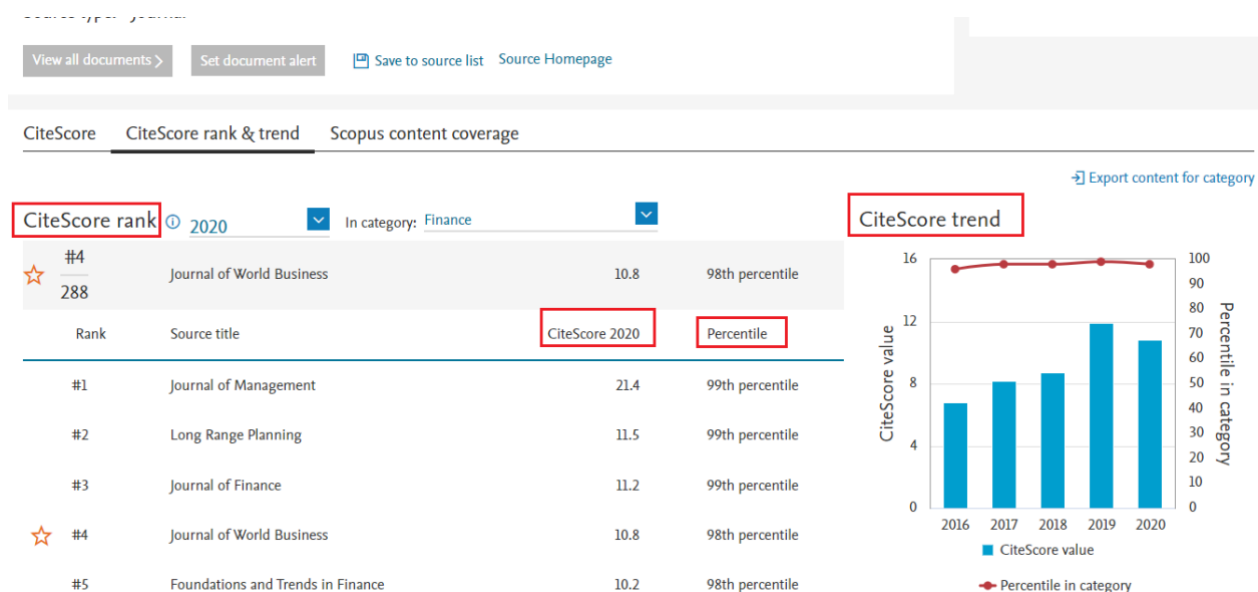 View all documents > Set document alert Save to source list Source Homepage
CiteScore CiteScore rank & trend Scopus content coverage
Export content for category
CiteScore rank 2020 In category: Finance
#4
288
Journal of World Business 10.8 98th percentile
Rank Source title CiteScore 2020 Percentile
#1 Journal of Management 21.4 99th percentile
#2 Long Range Planning 11.5 99th percentile
#3 Journal of Finance 11.2 99th percentile
#4 Journal of World Business 10.8 98th percentile
#5 Foundations and Trends in Finance 10.2 98th percentile
CiteScore trend
CiteScore value
16
12
8
4
0
100
90
80
70
60
50
40
30
20
10
0
Percentile in category
2016 2017 2018 2019 2020
CiteScore value
Percentile in category